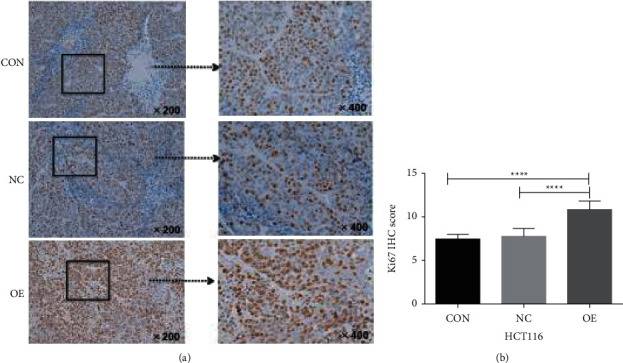 CON
× 200
× 400
NC
× 200
× 400
OE
× 200
× 400
(a)
Ki67 IHC score
15
10
5
0
****
****
CON NC OE
HCT116
(b)